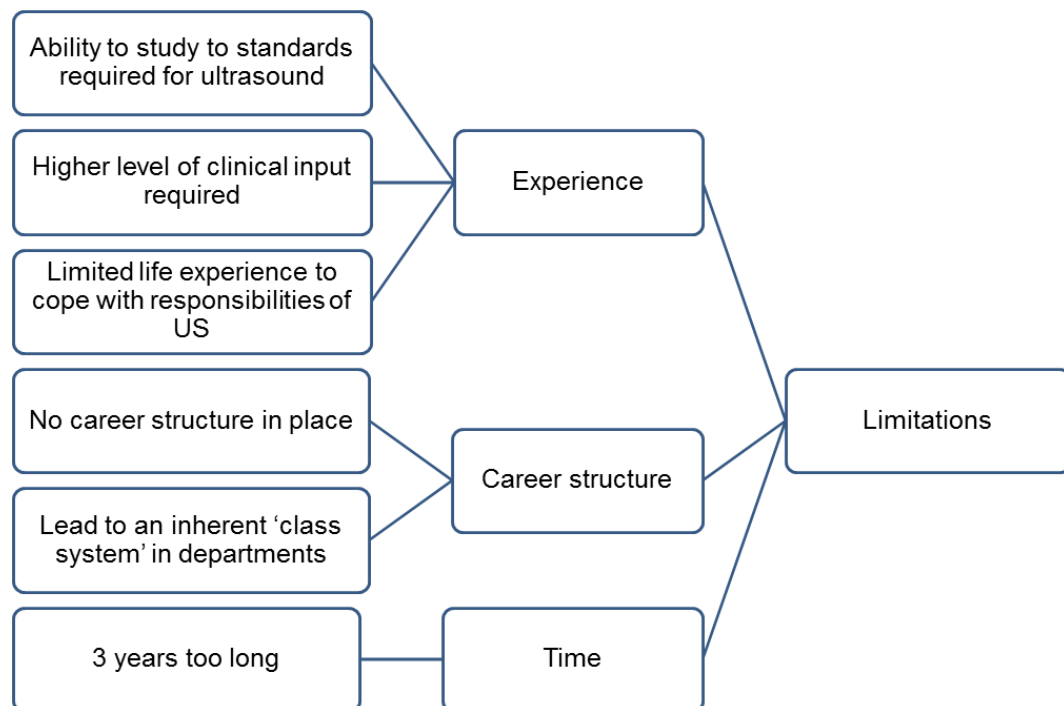 Ability to study to standards
required for ultrasound
Higher level of clinical input
required
Limited life experience to
cope with responsibilities of
US
No career structure in place
Lead to an inherent ‘class
system’ in departments
3 years too long
Experience
Career structure
Time
Limitations